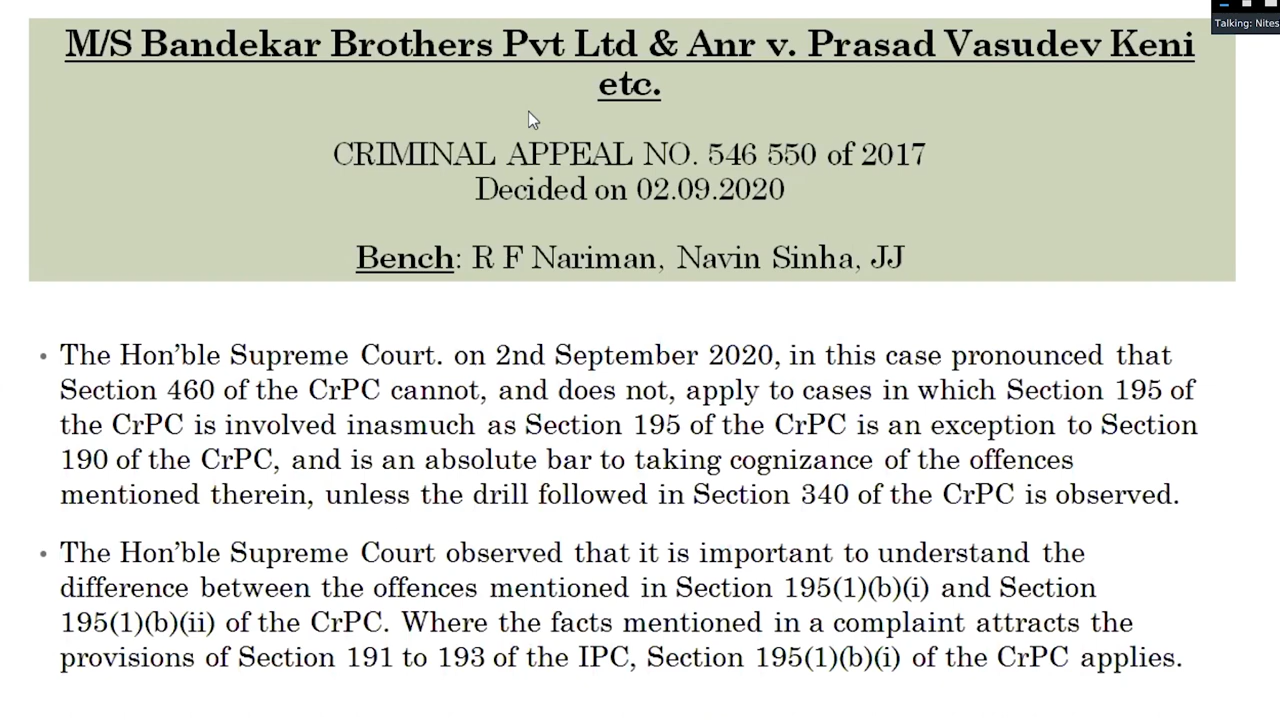 Talking: Nites
M/S Bandekar Brothers Pvt Ltd & Anr v. Prasad Vasudev Keni
etc.
CRIMINAL APPEAL NO. 546 550 of 2017
Decided on 02.09.2020
Bench: R F Nariman, Navin Sinha, JJ
• The Hon’ble Supreme Court. on 2nd September 2020, in this case pronounced that
Section 460 of the CrPC cannot, and does not, apply to cases in which Section 195 of
the CrPC is involved inasmuch as Section 195 of the CrPC is an exception to Section
190 of the CrPC, and is an absolute bar to taking cognizance of the offences
mentioned therein, unless the drill followed in Section 340 of the CrPC is observed.
• The Hon’ble Supreme Court observed that it is important to understand the
difference between the offences mentioned in Section 195(1)(b)(i) and Section
195(1)(b)(ii) of the CrPC. Where the facts mentioned in a complaint attracts the
provisions of Section 191 to 193 of the IPC, Section 195(1)(b)(i) of the CrPC applies.